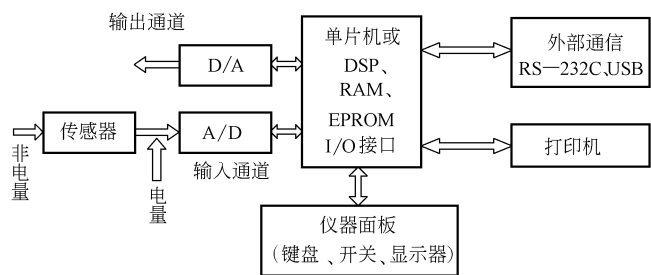 输出通道
D/A
单片机或
DSP、
RAM、
EPROM
I/O 接口
外部通信
RS—232C、USB
非电量
传感器
电量
A/D
输入通道
打印机
仪器面板
(键盘、开关、显示器)